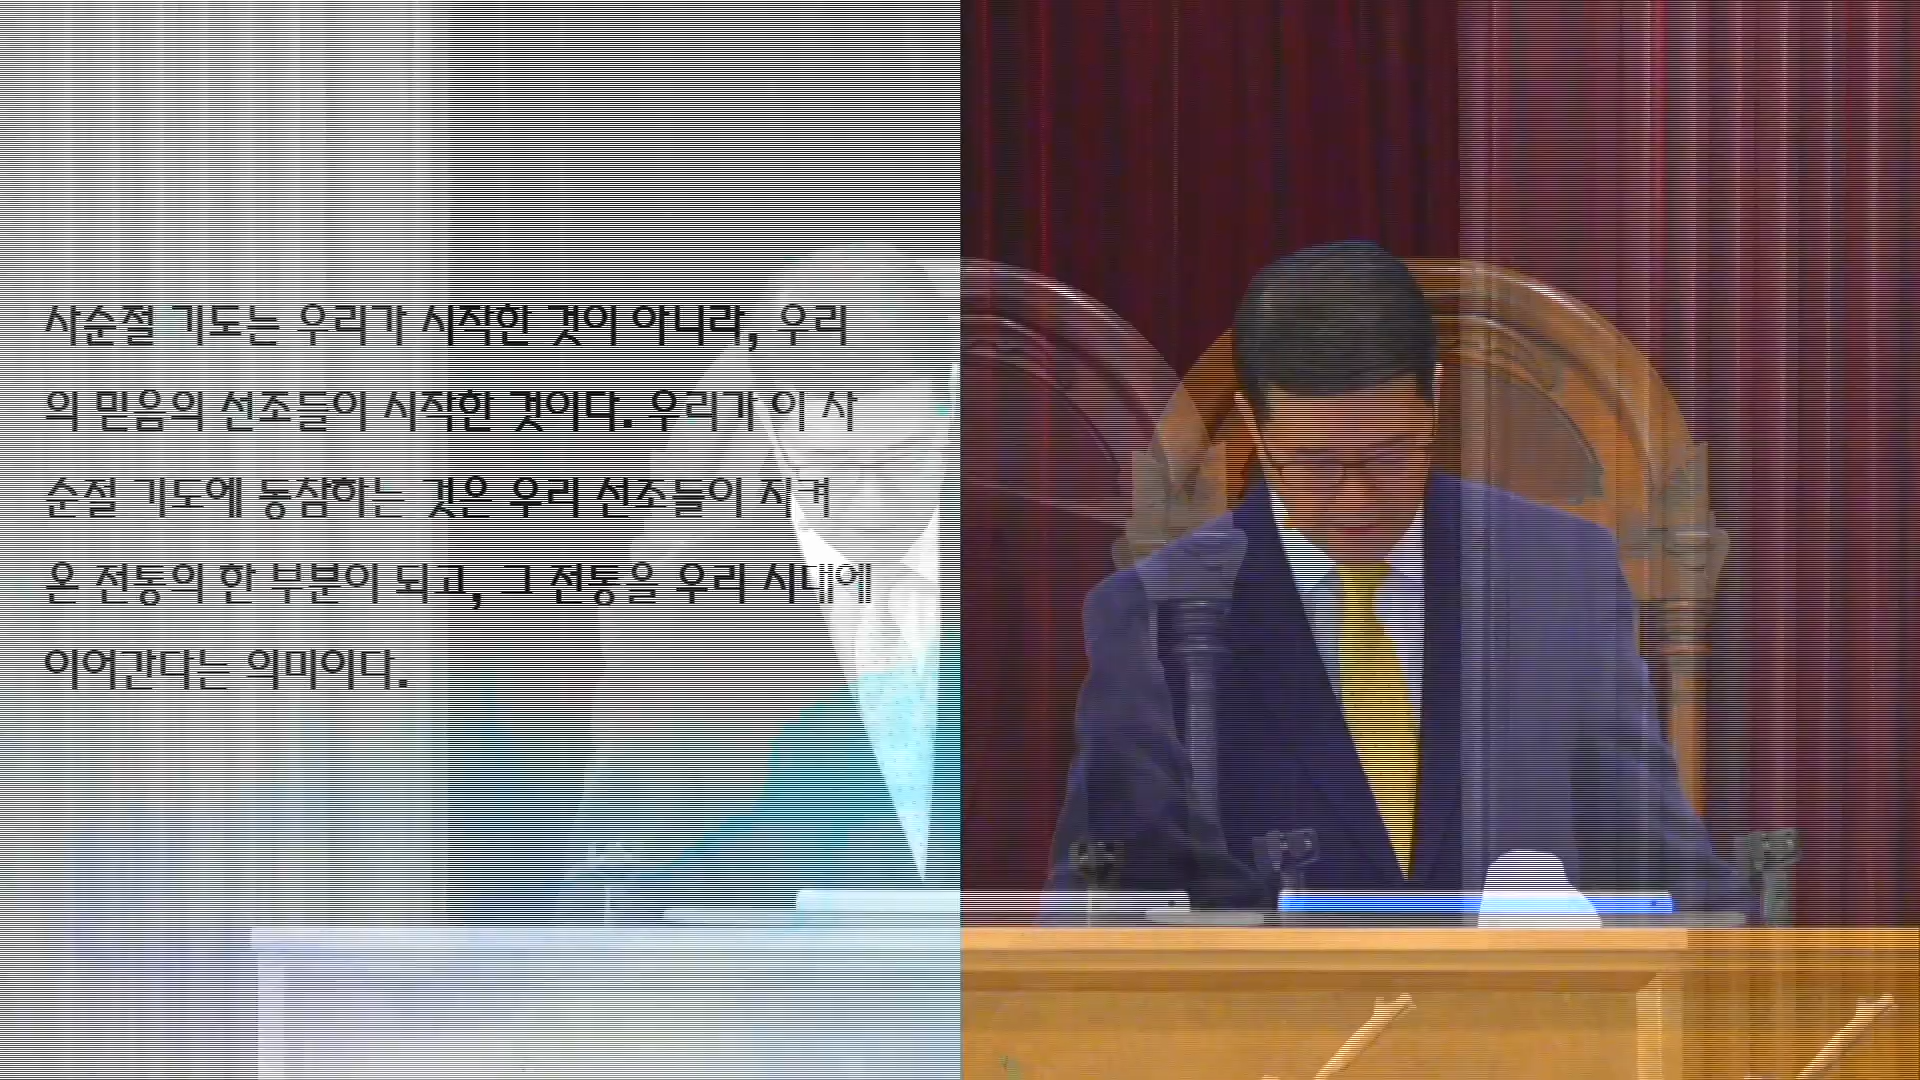 사순절 기도는 우리가 시작한 것이 아니라, 우리
의 믿음의 선조들이 시작한 것이다. 우리가 이 사
순절 기도에 동참하는 것은 우리 선조들이 지켜
온 전통의 한 부분이 되고, 그 전통을 우리 시대에
이어간다는 의미이다.